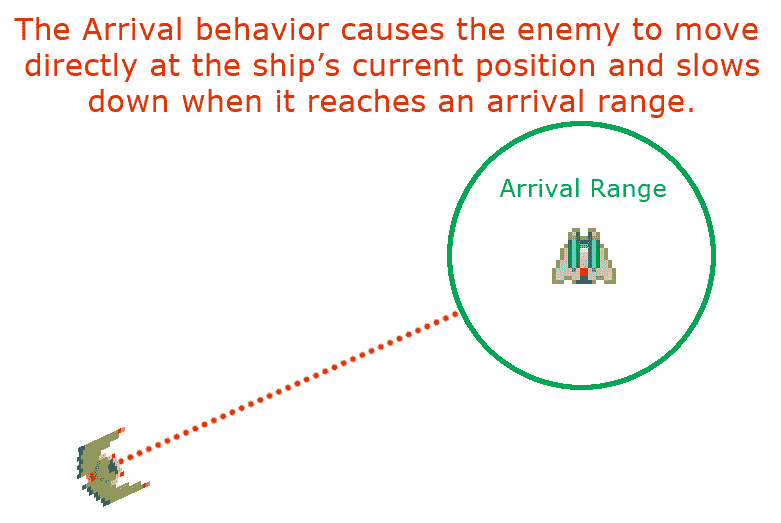 The Arrival behavior causes the enemy to move
directly at the ship’s current position and slows
down when it reaches an arrival range.
Arrival Range